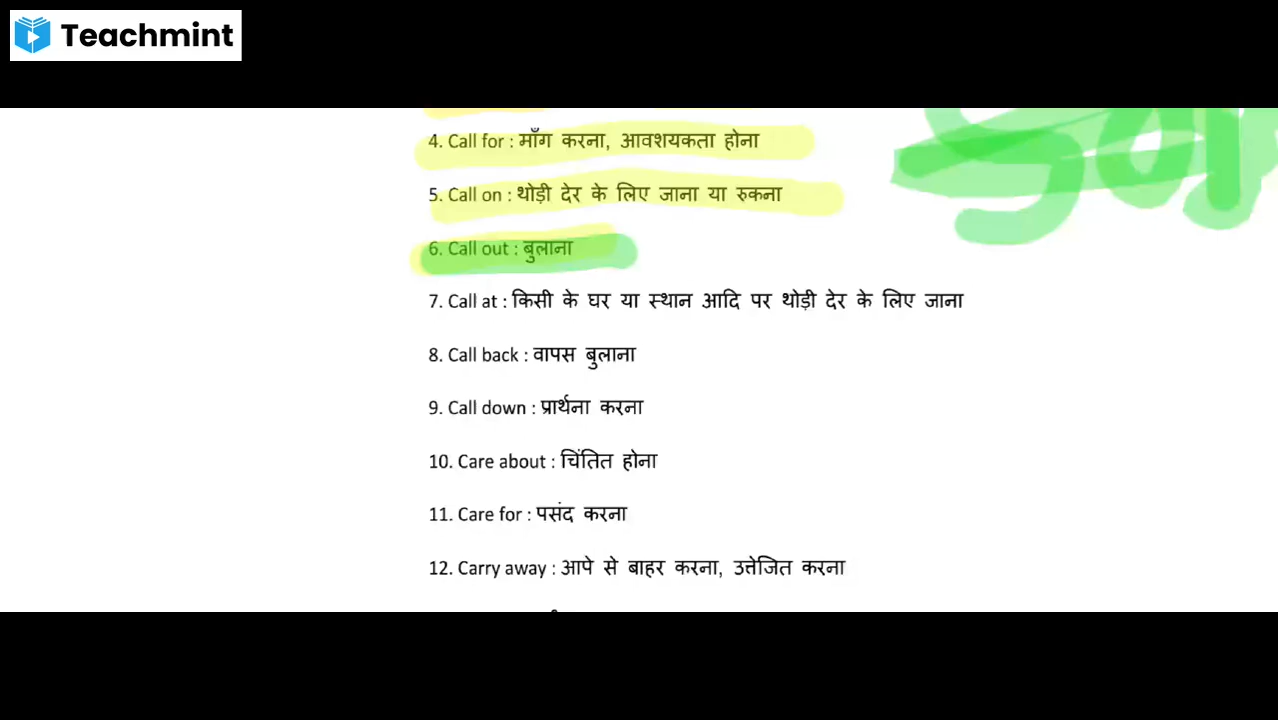 Teachmint
4. Call for : माँग करना, आवशयकता होना
5. Call on : थोड़ी देर के लिए जाना या रुकना
6. Call out : बुलाना
7. Call at : किसी के घर या स्थान आदि पर थोड़ी देर के लिए जाना
8. Call back : वापस बुलाना
9. Call down : प्रार्थना करना
10. Care about : चिंतित होना
11. Care for : पसंद करना
12. Carry away : आपे से बाहर करना, उत्तेजित करना